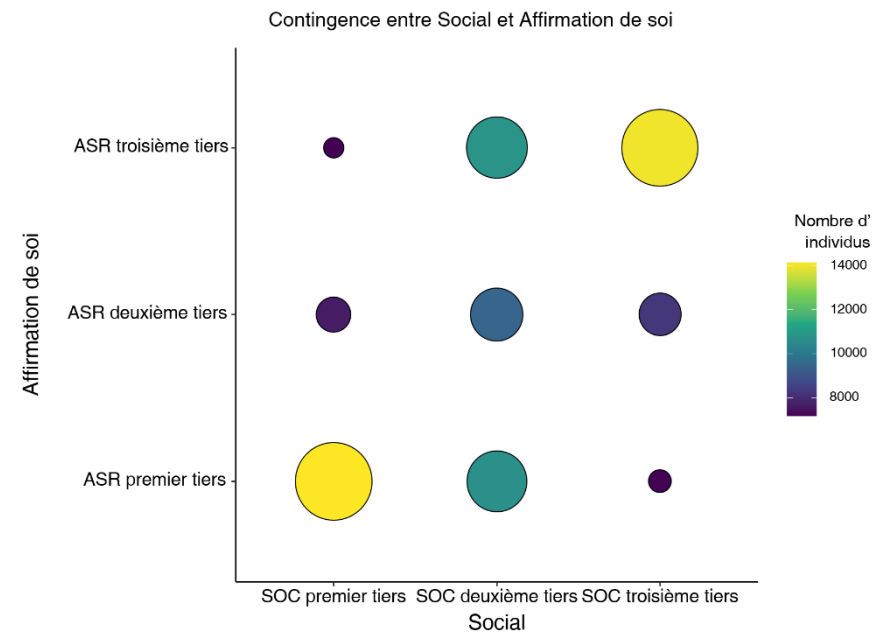 Contingence entre Social et Affirmation de soi
ASR troisième tiers
ASR deuxième tiers
ASR premier tiers
Affirmation de soi
SOC premier tiers
SOC deuxième tiers
SOC troisième tiers
Social
Nombre d'
individus
14000
12000
10000
8000